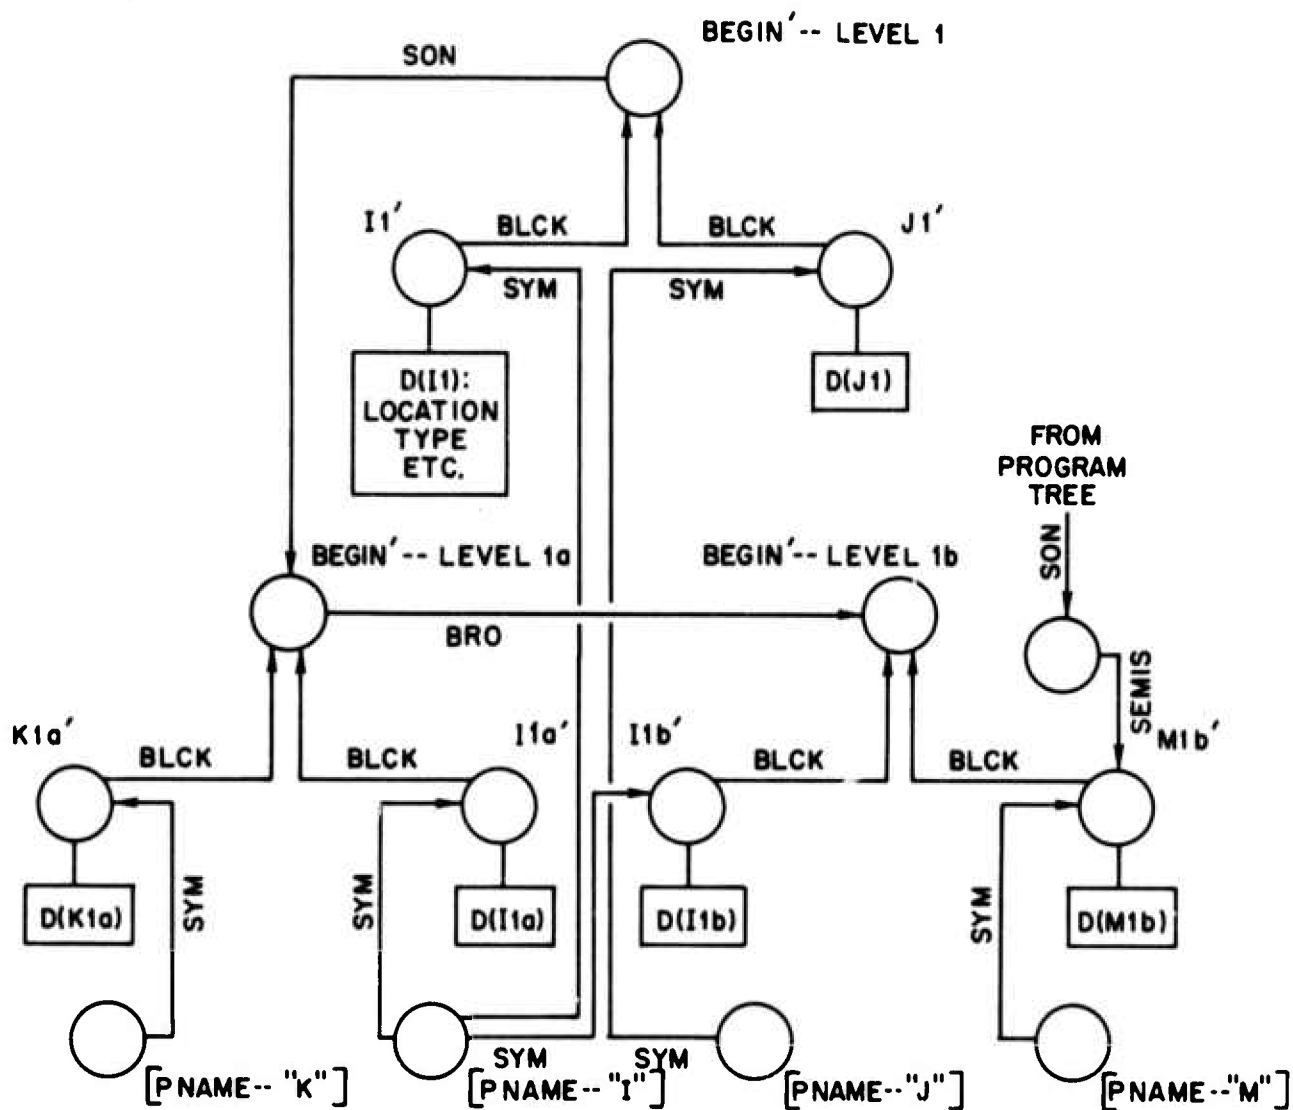 BEGIN'-- LEVEL 1
SON
I1'
BLCK
BLCK
J1'
SYM
SYM
D(I1):
LOCATION
TYPE
ETC.
D(J1)
FROM
PROGRAM
TREE
SON
BEGIN'-- LEVEL 1a
BEGIN'-- LEVEL 1b
BRO
SEMIS
K1a'
BLCK
BLCK
I1a'
I1b'
BLCK
BLCK
M1b'
SYM
SYM
SYM
D(K1a)
D(I1a)
D(I1b)
D(M1b)
SYM
SYM
[PNAME--"K"]
[PNAME--"I"]
[PNAME--"J"]
[PNAME--"M"]